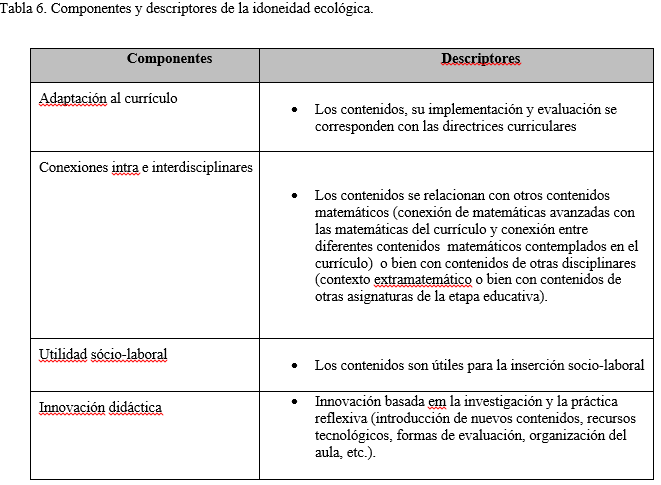 Tabla 6. Componentes y descriptores de la idoneidad ecológica.
Componentes
Descriptores
Adaptación al currículo
• Los contenidos, su implementación y evaluación se
corresponden con las directrices curriculares
Conexiones intra e interdisciplinares
• Los contenidos se relacionan con otros contenidos
matemáticos (conexión de matemáticas avanzadas con
las matemáticas del currículo y conexión entre
diferentes contenidos matemáticos contemplados en el
currículo) o bien con contenidos de otras disciplinares
(contexto extramatemático o bien con contenidos de
otras asignaturas de la etapa educativa).
Utilidad sócio-laboral
• Los contenidos son útiles para la inserción socio-laboral
Innovación didáctica
• Innovación basada em la investigación y la práctica
reflexiva (introducción de nuevos contenidos, recursos
tecnológicos, formas de evaluación, organización del
aula, etc.).